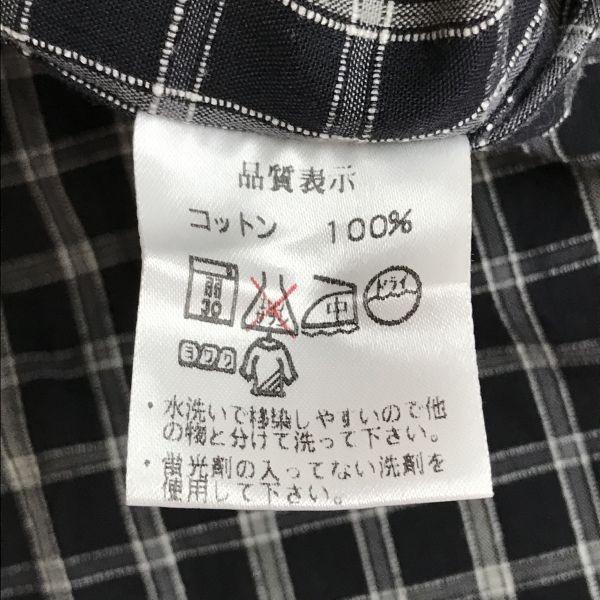 品質表示
コットン 100%
弱
30
中
ドライ
ヨワク
・水洗いで移染しやすいので他
の物と分けて洗って下さい。
・蛍光剤の入ってない洗剤を
使用して下さい。